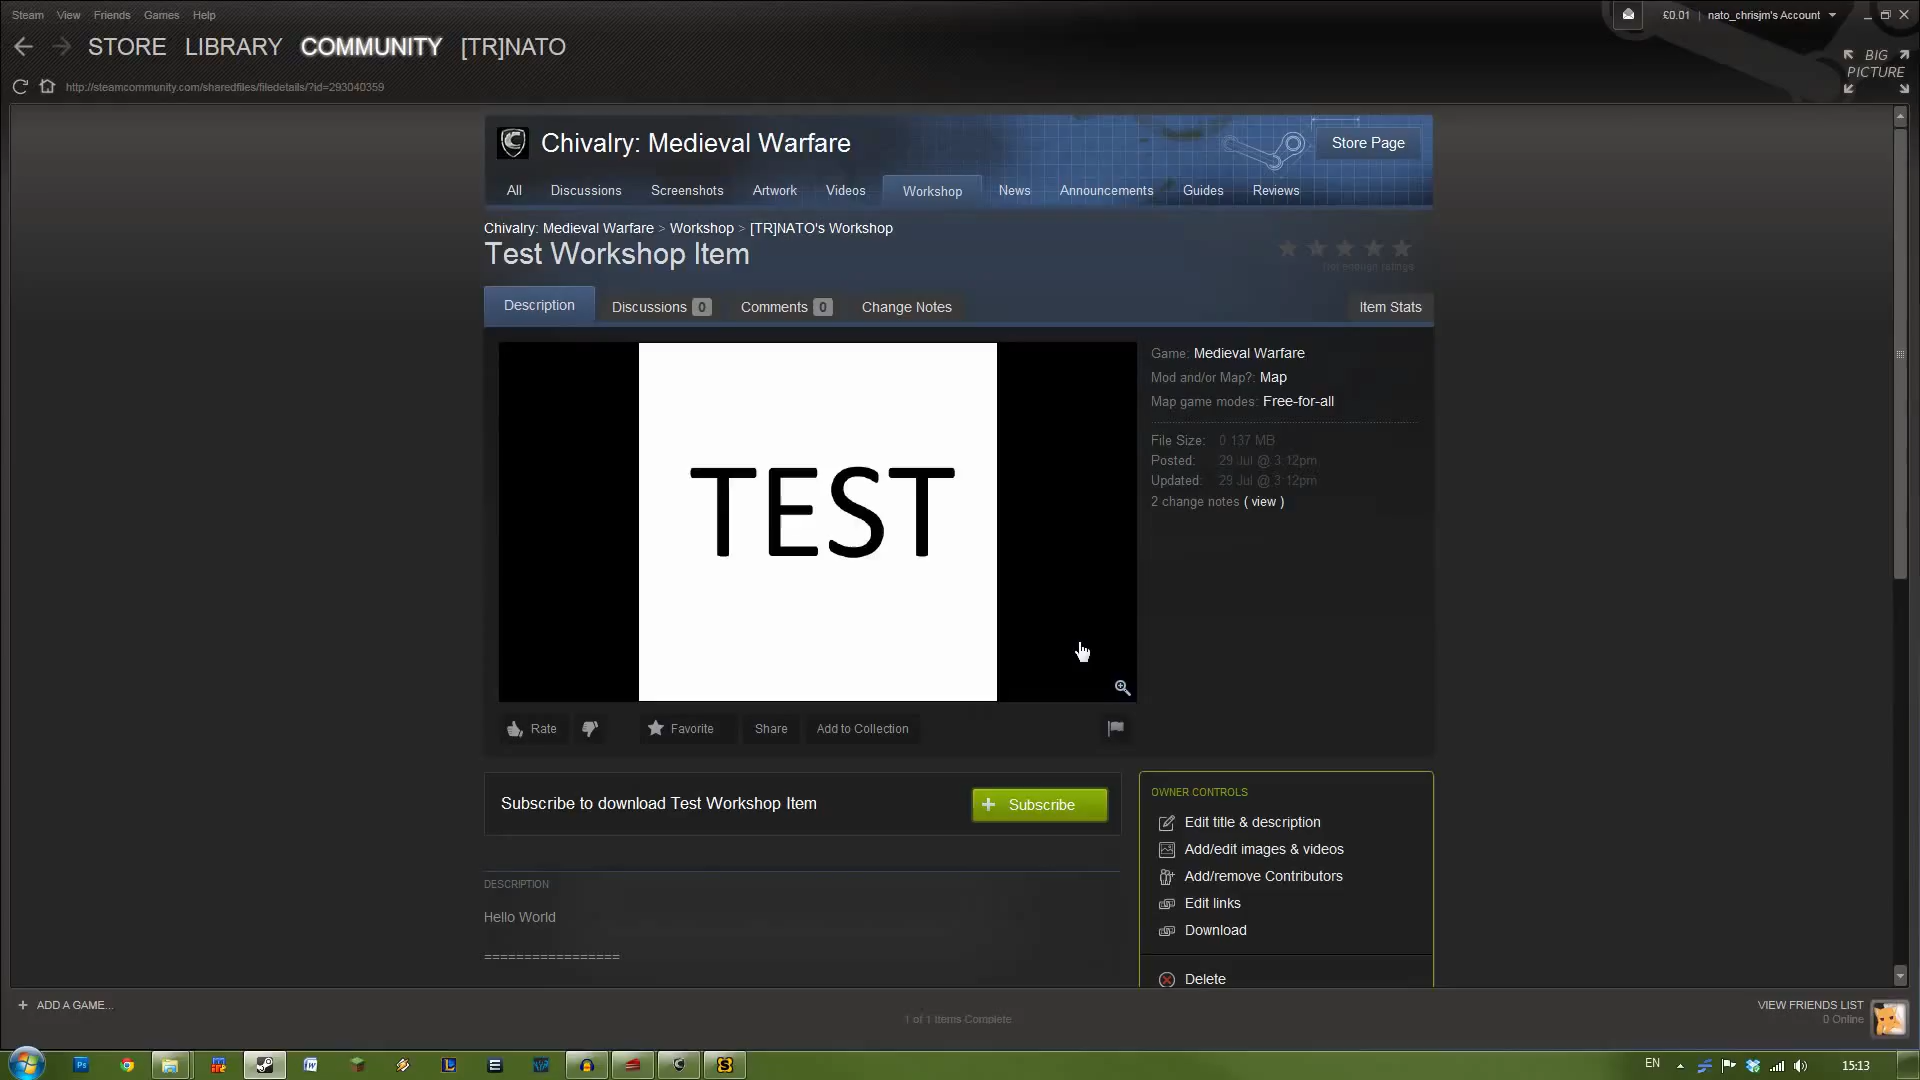 Steam View Friends Games Help
£0.01 nato_chrisjm's Account
STORE LIBRARY COMMUNITY [TR]NATO
BIG
PICTURE
http://steamcommunity.com/sharedfiles/filedetails/?id=293040359
Chivalry: Medieval Warfare
Store Page
All Discussions Screenshots Artwork Videos Workshop News Announcements Guides Reviews
Chivalry: Medieval Warfare > Workshop > [TR]NATO's Workshop
Test Workshop Item
Not enough ratings
Description Discussions 0 Comments 0 Change Notes Item Stats
TEST
Game: Medieval Warfare
Mod and/or Map?: Map
Map game modes: Free-for-all
File Size: 0.137 MB
Posted: 29 Jul @ 3:12pm
Updated: 29 Jul @ 3:12pm
2 change notes ( view )
Rate Favorite Share Add to Collection
Subscribe to download Test Workshop Item
+ Subscribe
DESCRIPTION
Hello World
=================
OWNER CONTROLS
Edit title & description
Add/edit images & videos
Add/remove Contributors
Edit links
Download
Delete
+ ADD A GAME...
1 of 1 Items Complete
VIEW FRIENDS LIST
0 Online
Ps W L E S EN 15:13